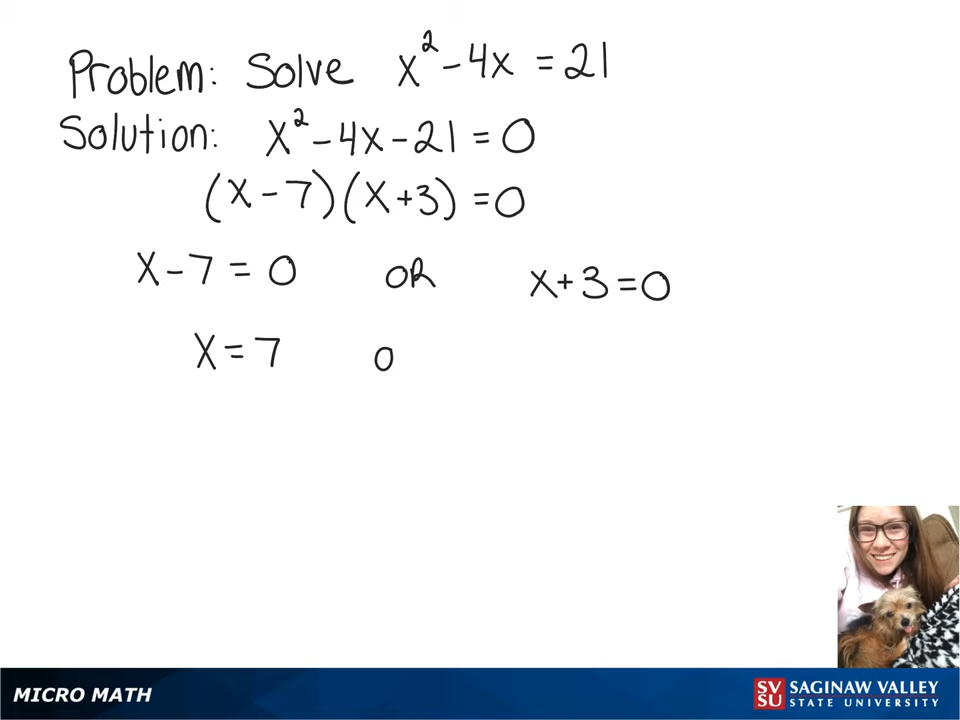 Problem: Solve x² - 4x = 21
Solution: x² - 4x - 21 = 0
(x - 7)(x + 3) = 0
x - 7 = 0 OR x + 3 = 0
x = 7 o
MICRO MATH
SVSU SAGINAW VALLEY STATE UNIVERSITY